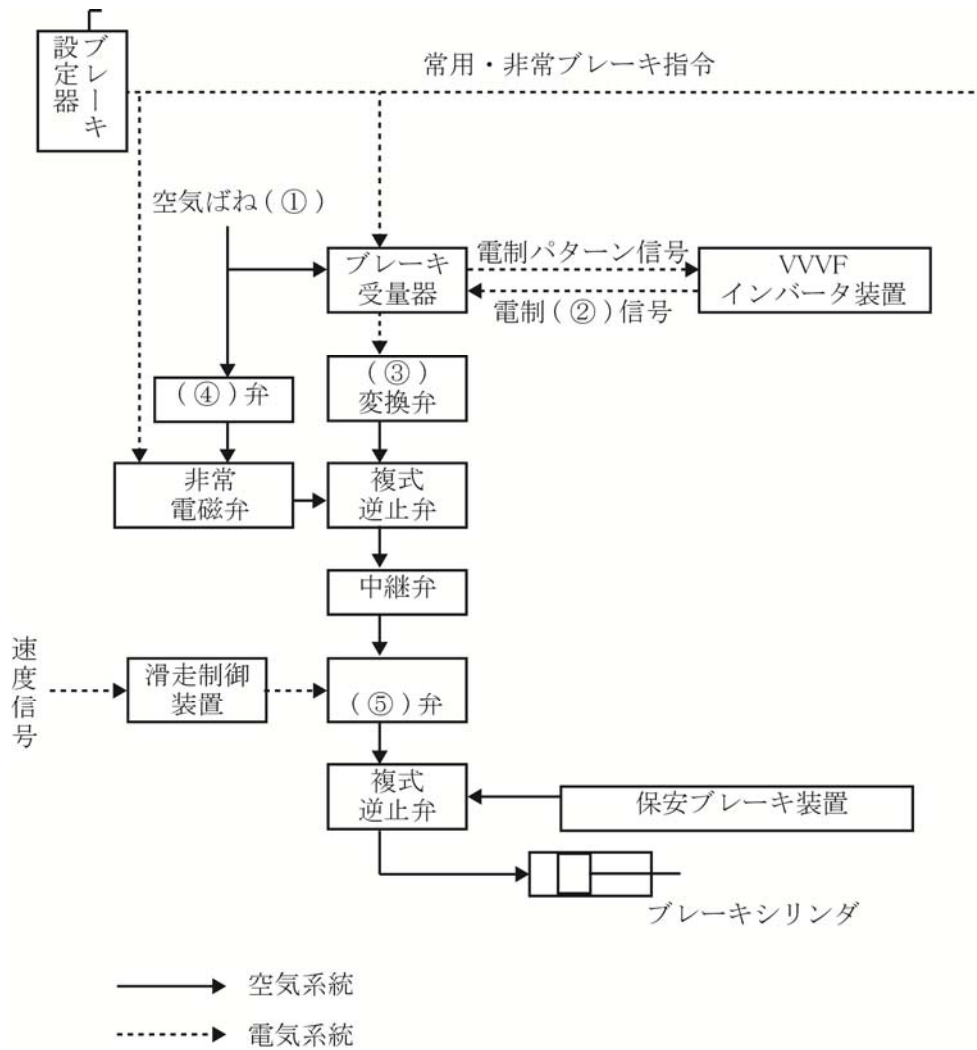 ブレーキ
設定器
常用・非常ブレーキ指令
空気ばね(①)
ブレーキ
受量器
電制パターン信号
電制(②)信号
VVVF
インバータ装置
(③)
変換弁
(④)弁
非常
電磁弁
複式
逆止弁
中継弁
速度信号
滑走制御
装置
(⑤)弁
複式
逆止弁
保安ブレーキ装置
ブレーキシリンダ
空気系統
電気系統